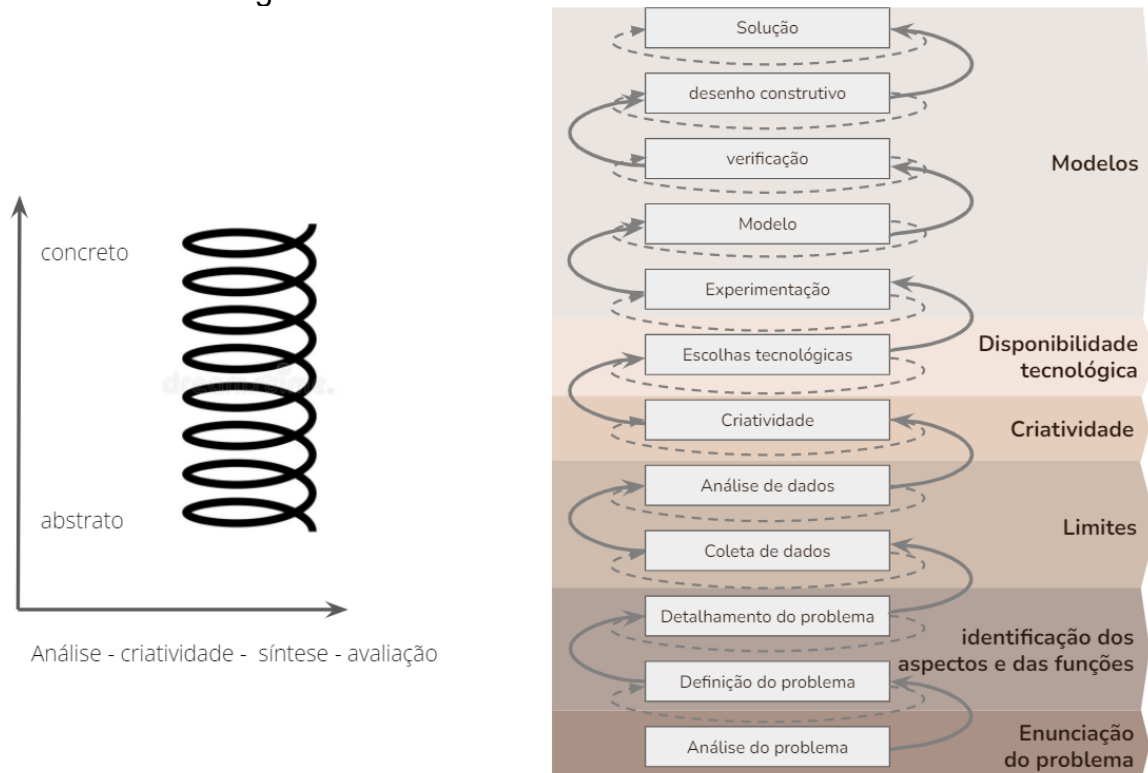 concreto
abstrato
Análise - criatividade - síntese - avaliação
Solução
desenho construtivo
verificação
Modelo
Experimentação
Modelos
Escolhas tecnológicas
Disponibilidade
tecnológica
Criatividade
Criatividade
Análise de dados
Coleta de dados
Limites
Detalhamento do problema
Definição do problema
identificação dos
aspectos e das funções
Análise do problema
Enunciação
do problema